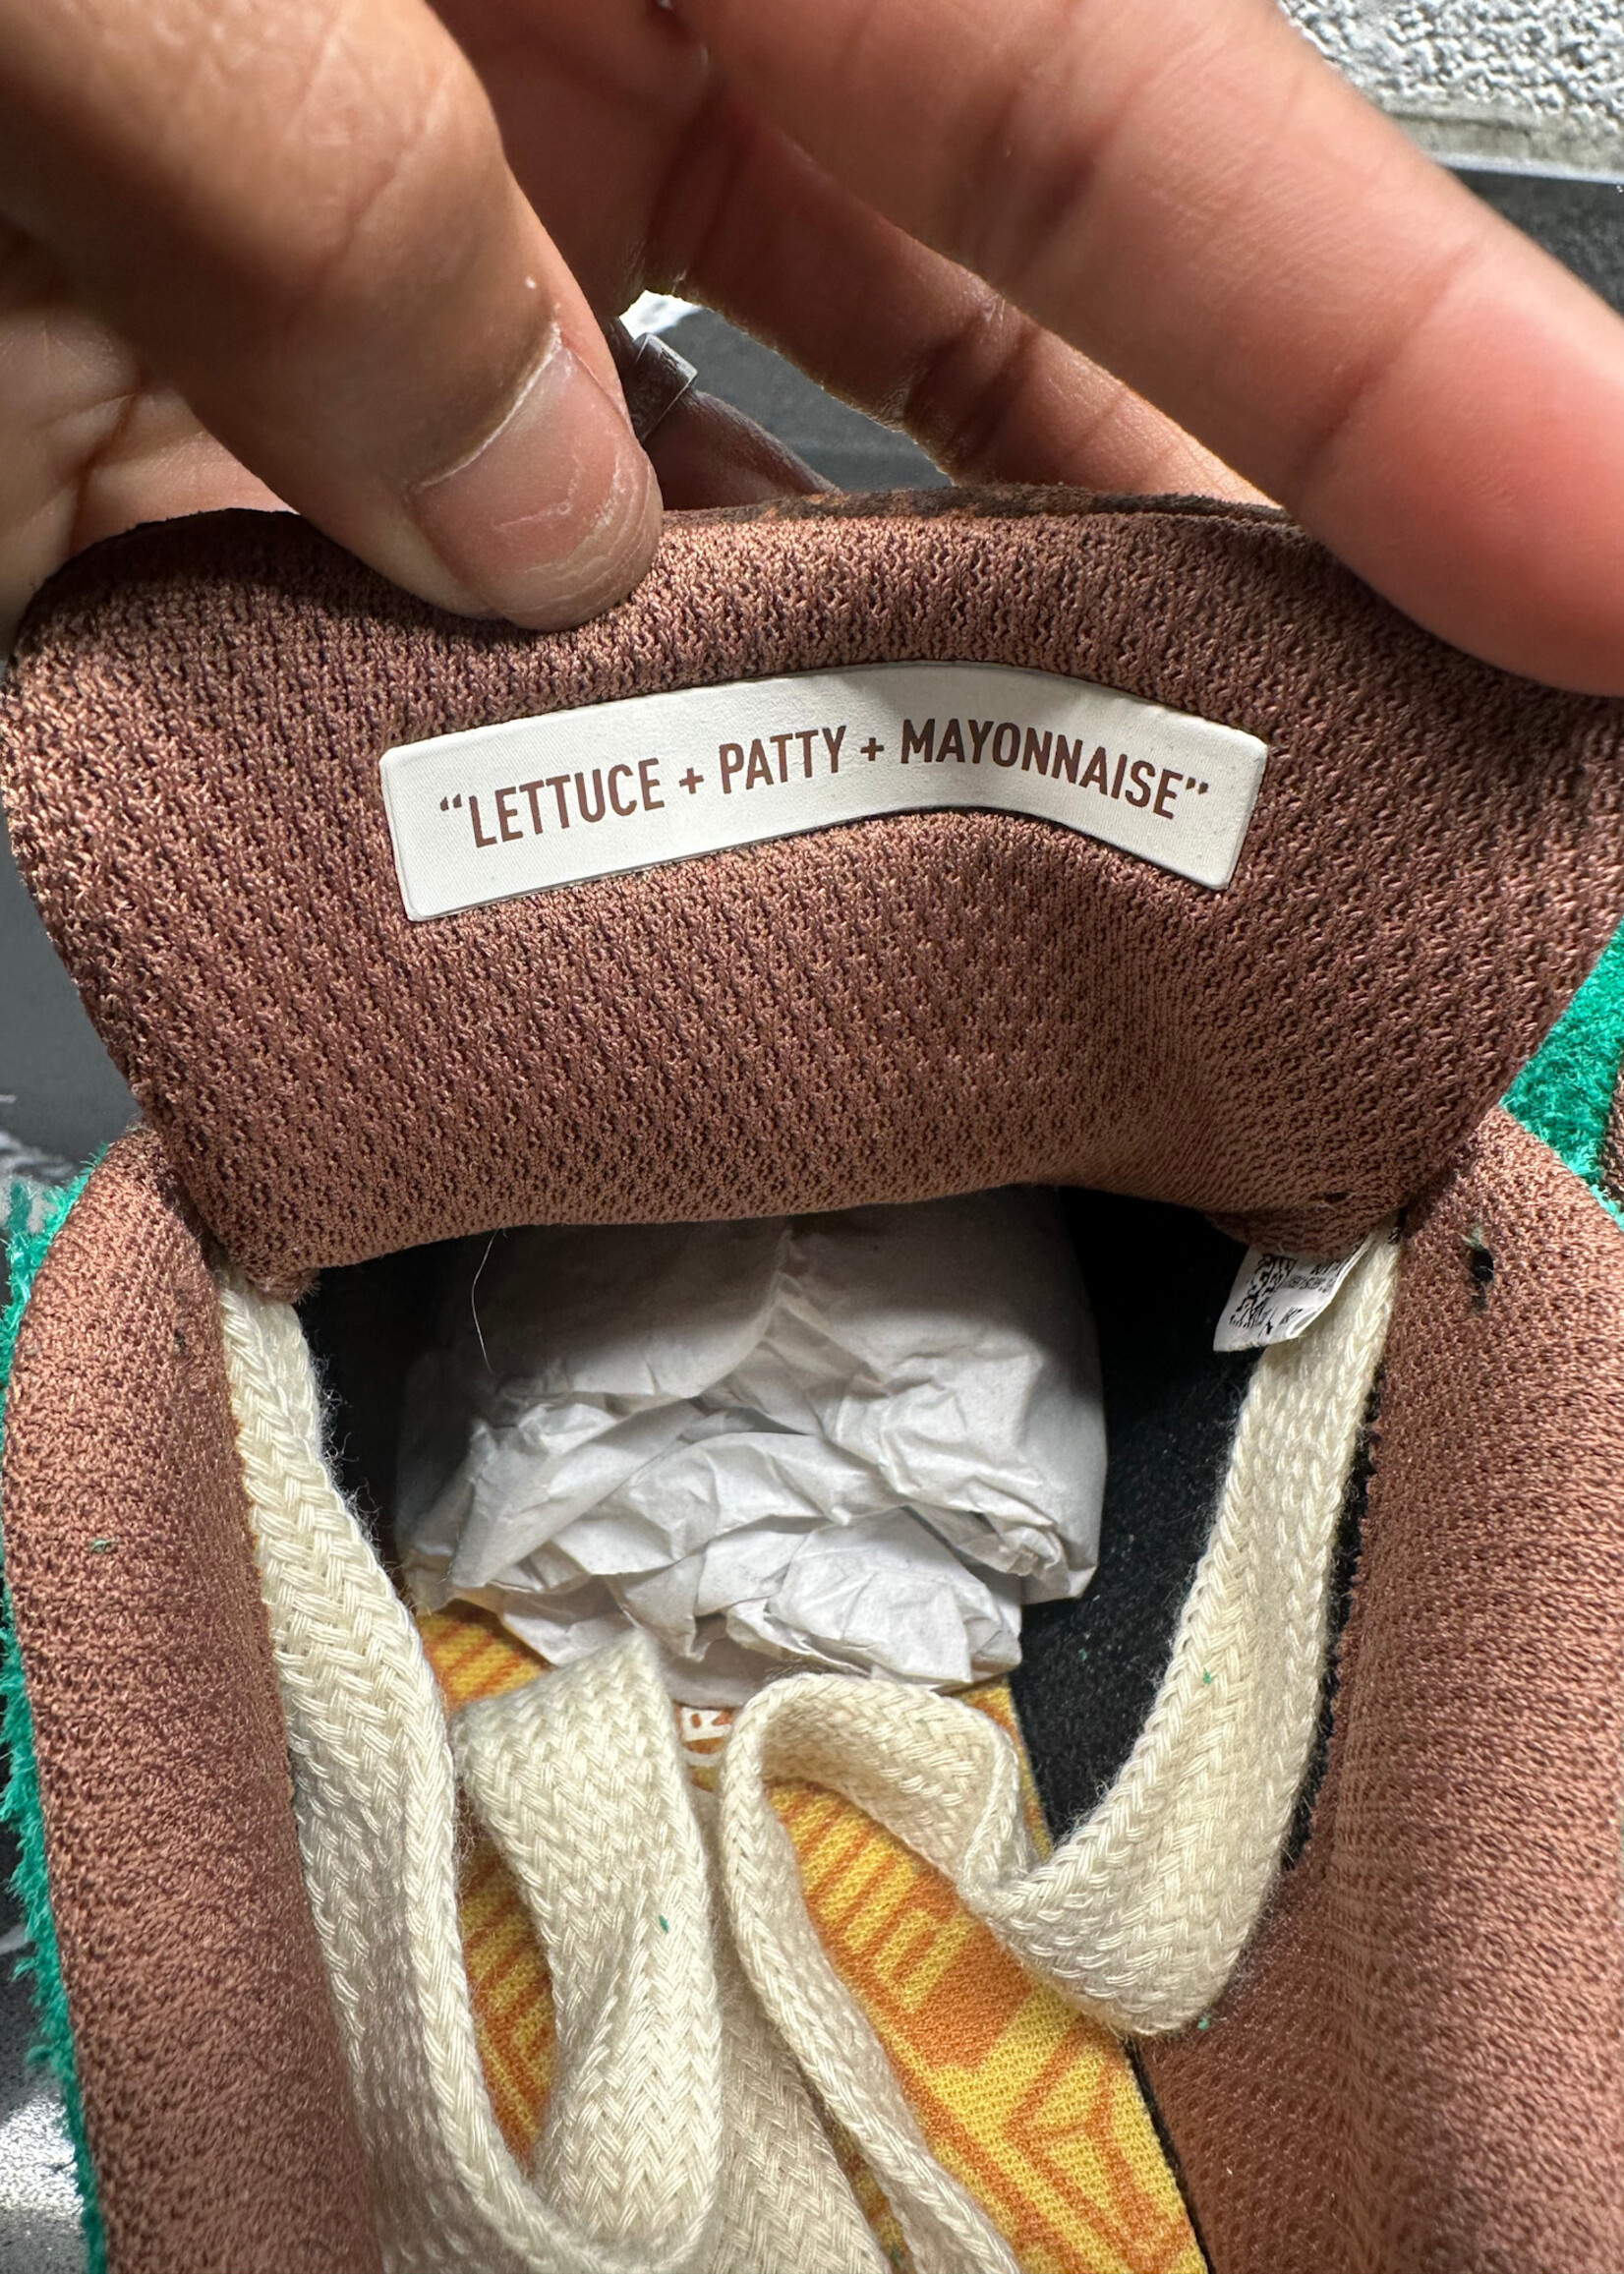 “LETTUCE + PATTY + MAYONNAISE”